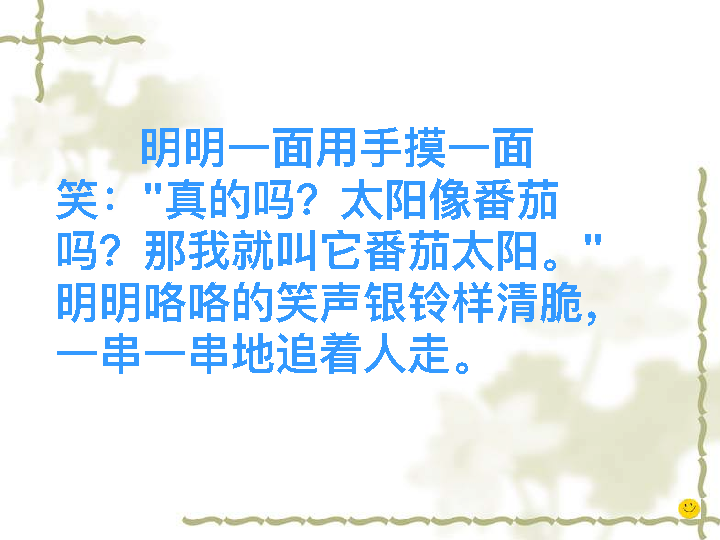 明明一面用手摸一面
笑："真的吗？太阳像番茄
吗？那我就叫它番茄太阳。"
明明咯咯的笑声银铃样清脆，
一串一串地追着人走。